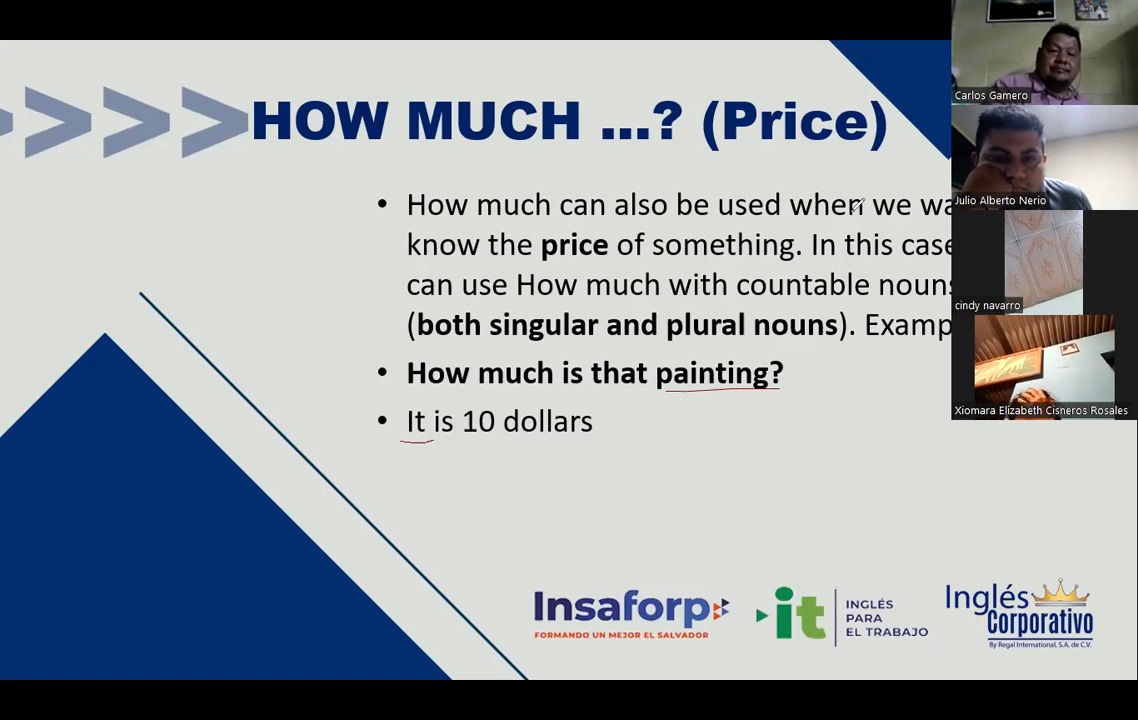 HOW MUCH ...? (Price)
• How much can also be used when we wa
know the price of something. In this case
can use How much with countable nouns
(both singular and plural nouns). Examp
• How much is that painting?
• It is 10 dollars
Carlos Gamero
Julio Alberto Nerio
cindy navarro
Xiomara Elizabeth Cisneros Rosales
Insaforp
FORMANDO UN MEJOR EL SALVADOR
it
INGLÉS
PARA
EL TRABAJO
Inglés
Corporativo
By Regal International, S.A. de C.V.